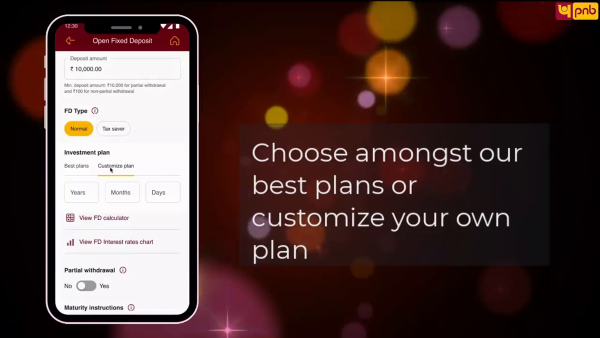 pnb
12:30
Open Fixed Deposit
Deposit amount
₹ 10,000.00
Min. deposit amount: ₹10,000 for partial withdrawal
and ₹100 for non-partial withdrawal
FD Type
Normal Tax saver
Investment plan
Best plans Customize plan
Years Months Days
View FD calculator
View FD Interest rates chart
Partial withdrawal
No Yes
Maturity instructions
Choose amongst our
best plans or
customize your own
plan